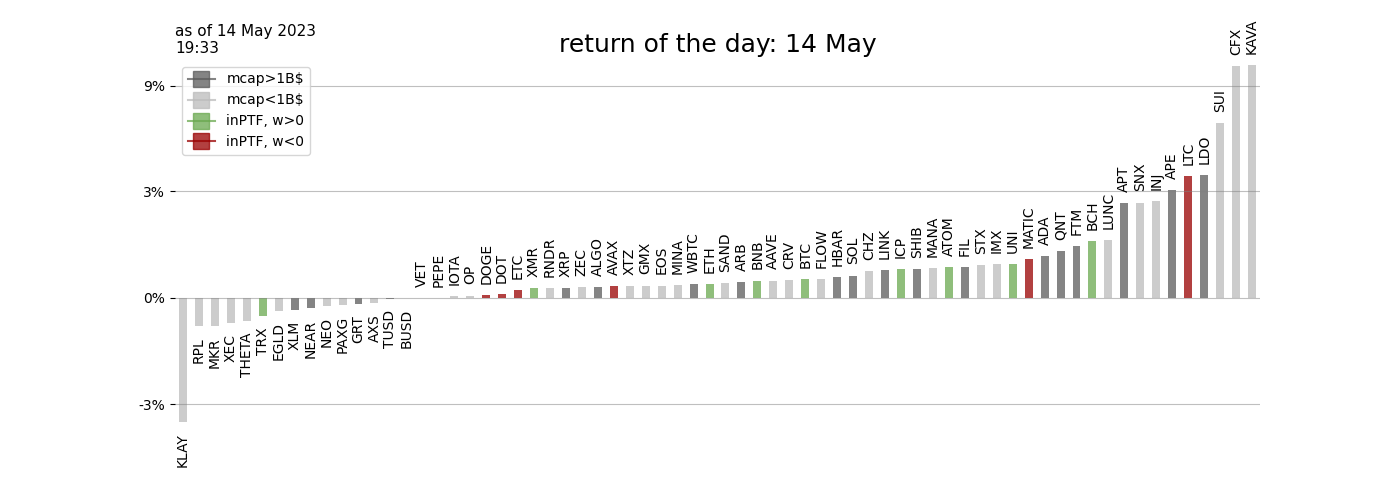 as of 14 May 2023
19:33
return of the day: 14 May
mcap>1B$
mcap<1B$
inPTF, w>0
inPTF, w<0
9%
3%
0%
-3%
KLAY
RPL
MKR
XEC
THETA
TRX
EGLD
XLM
NEAR
NEO
PAXG
GRT
AXS
TUSD
BUSD
VET
PEPE
IOTA
OP
DOGE
DOT
ETC
XMR
RNDR
XRP
ZEC
ALGO
AVAX
XTZ
GMX
EOS
MINA
WBTC
ETH
SAND
ARB
BNB
AAVE
CRV
BTC
FLOW
HBAR
SOL
CHZ
LINK
ICP
SHIB
MANA
ATOM
FIL
STX
IMX
UNI
MATIC
ADA
QNT
FTM
BCH
LUNC
APT
SNX
INJ
APE
LTC
LDO
SUI
CFX
KAVA